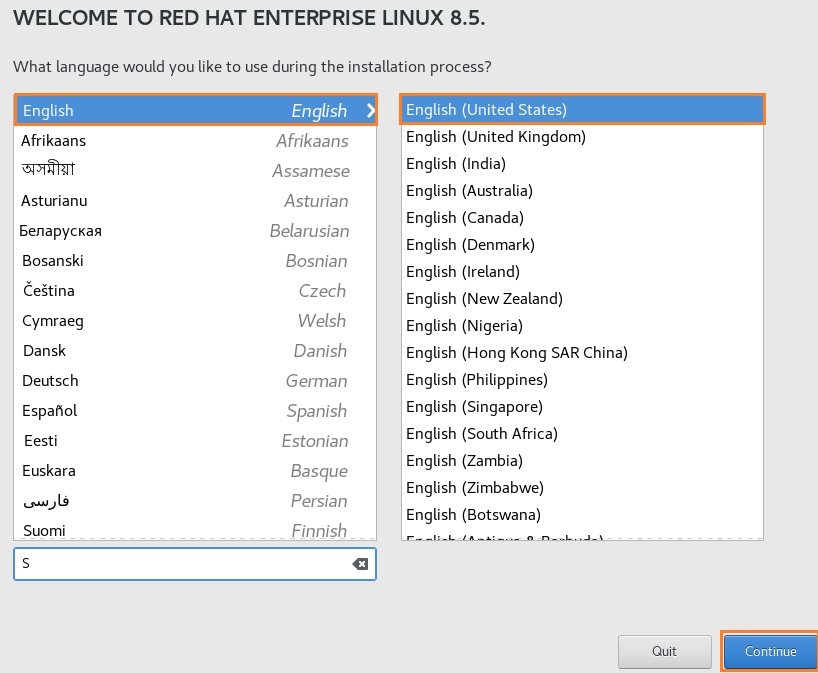 WELCOME TO RED HAT ENTERPRISE LINUX 8.5.
What language would you like to use during the installation process?
English English
Afrikaans Afrikaans
অসমীয়া Assamese
Asturianu Asturian
Беларуская Belarusian
Bosanski Bosnian
Čeština Czech
Cymraeg Welsh
Dansk Danish
Deutsch German
Español Spanish
Eesti Estonian
Euskara Basque
فارسی Persian
Suomi Finnish
S
English (United States)
English (United Kingdom)
English (India)
English (Australia)
English (Canada)
English (Denmark)
English (Ireland)
English (New Zealand)
English (Nigeria)
English (Hong Kong SAR China)
English (Philippines)
English (Singapore)
English (South Africa)
English (Zambia)
English (Zimbabwe)
English (Botswana)
English (Antigua & Barbuda)
Quit
Continue